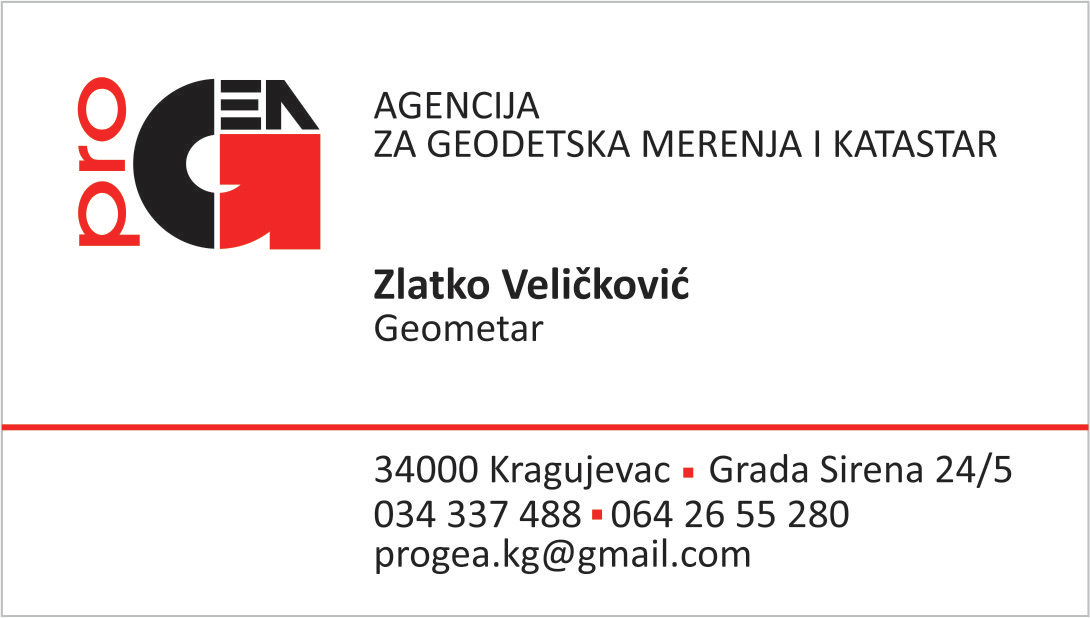 pro
GEA
AGENCIJA
ZA GEODETSKA MERENJA I KATASTAR
Zlatko Veličković
Geometar
34000 Kragujevac ▪ Grada Sirena 24/5
034 337 488 ▪ 064 26 55 280
progea.kg@gmail.com